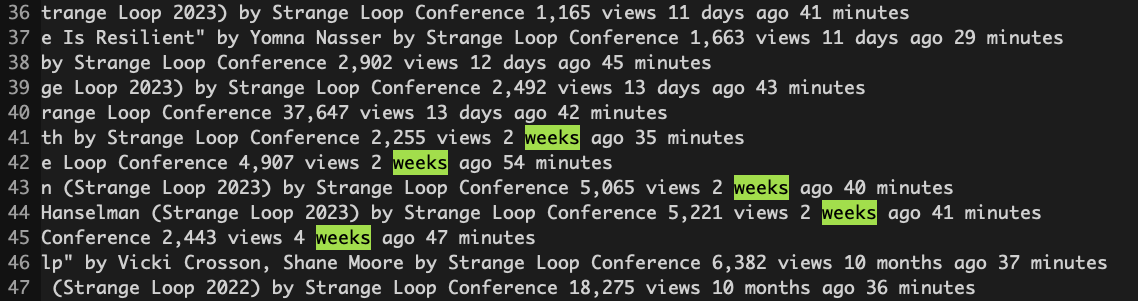 36 trange Loop 2023) by Strange Loop Conference 1,165 views 11 days ago 41 minutes
37 e Is Resilient" by Yomna Nasser by Strange Loop Conference 1,663 views 11 days ago 29 minutes
38 by Strange Loop Conference 2,902 views 12 days ago 45 minutes
39 ge Loop 2023) by Strange Loop Conference 2,492 views 13 days ago 43 minutes
40 range Loop Conference 37,647 views 13 days ago 42 minutes
41 th by Strange Loop Conference 2,255 views 2 weeks ago 35 minutes
42 e Loop Conference 4,907 views 2 weeks ago 54 minutes
43 n (Strange Loop 2023) by Strange Loop Conference 5,065 views 2 weeks ago 40 minutes
44 Hanselman (Strange Loop 2023) by Strange Loop Conference 5,221 views 2 weeks ago 41 minutes
45 Conference 2,443 views 4 weeks ago 47 minutes
46 lp" by Vicki Crosson, Shane Moore by Strange Loop Conference 6,382 views 10 months ago 37 minutes
47 (Strange Loop 2022) by Strange Loop Conference 18,275 views 10 months ago 36 minutes